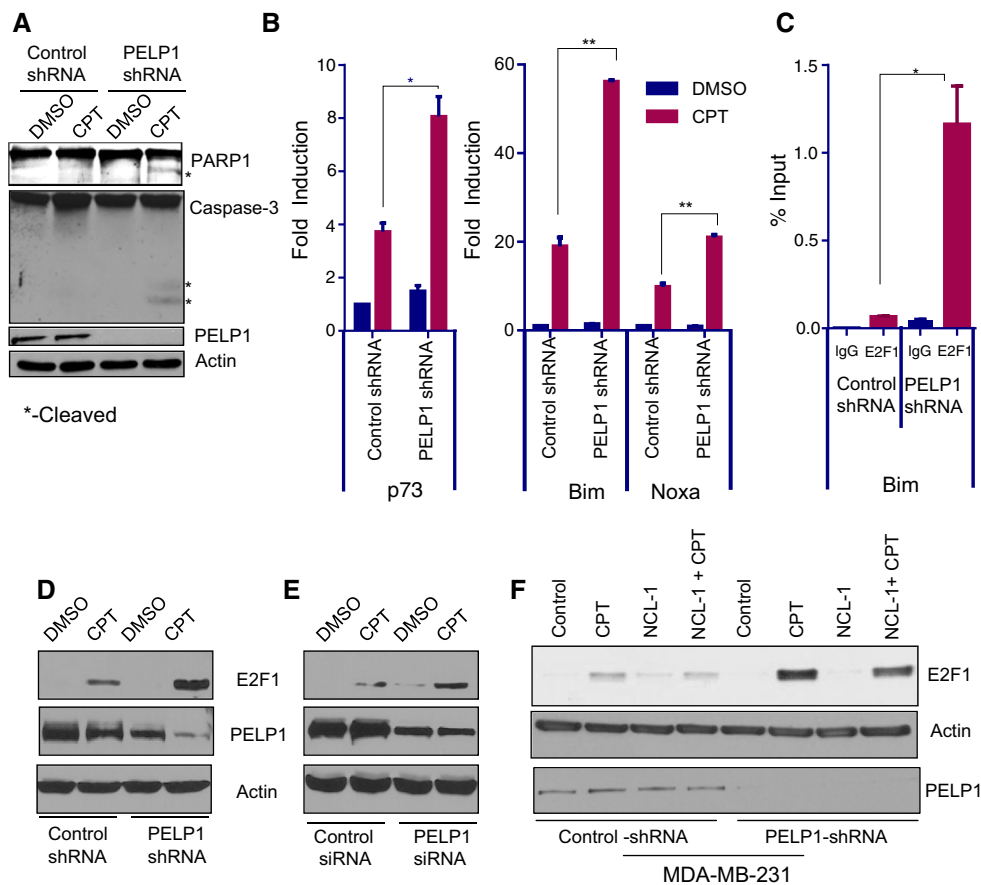 A
Control shRNA
PELP1 shRNA
DMSO
CPT
DMSO
CPT
PARP1
*
Caspase-3
*
*
PELP1
Actin
*-Cleaved
B
Fold Induction
10
8
6
4
2
0
*
Control shRNA
PELP1 shRNA
p73
Fold Induction
60
40
20
0
**
**
DMSO
CPT
Control shRNA
PELP1 shRNA
Control shRNA
PELP1 shRNA
Bim
Noxa
C
% Input
1.5
1.0
0.5
0.0
*
IgG
E2F1
IgG
E2F1
Control shRNA
PELP1 shRNA
Bim
D
DMSO
CPT
DMSO
CPT
E2F1
PELP1
Actin
Control shRNA
PELP1 shRNA
E
DMSO
CPT
DMSO
CPT
Control siRNA
PELP1 siRNA
F
Control
CPT
NCL-1
NCL-1 + CPT
Control
CPT
NCL-1
NCL-1+ CPT
E2F1
Actin
PELP1
Control -shRNA
PELP1-shRNA
MDA-MB-231